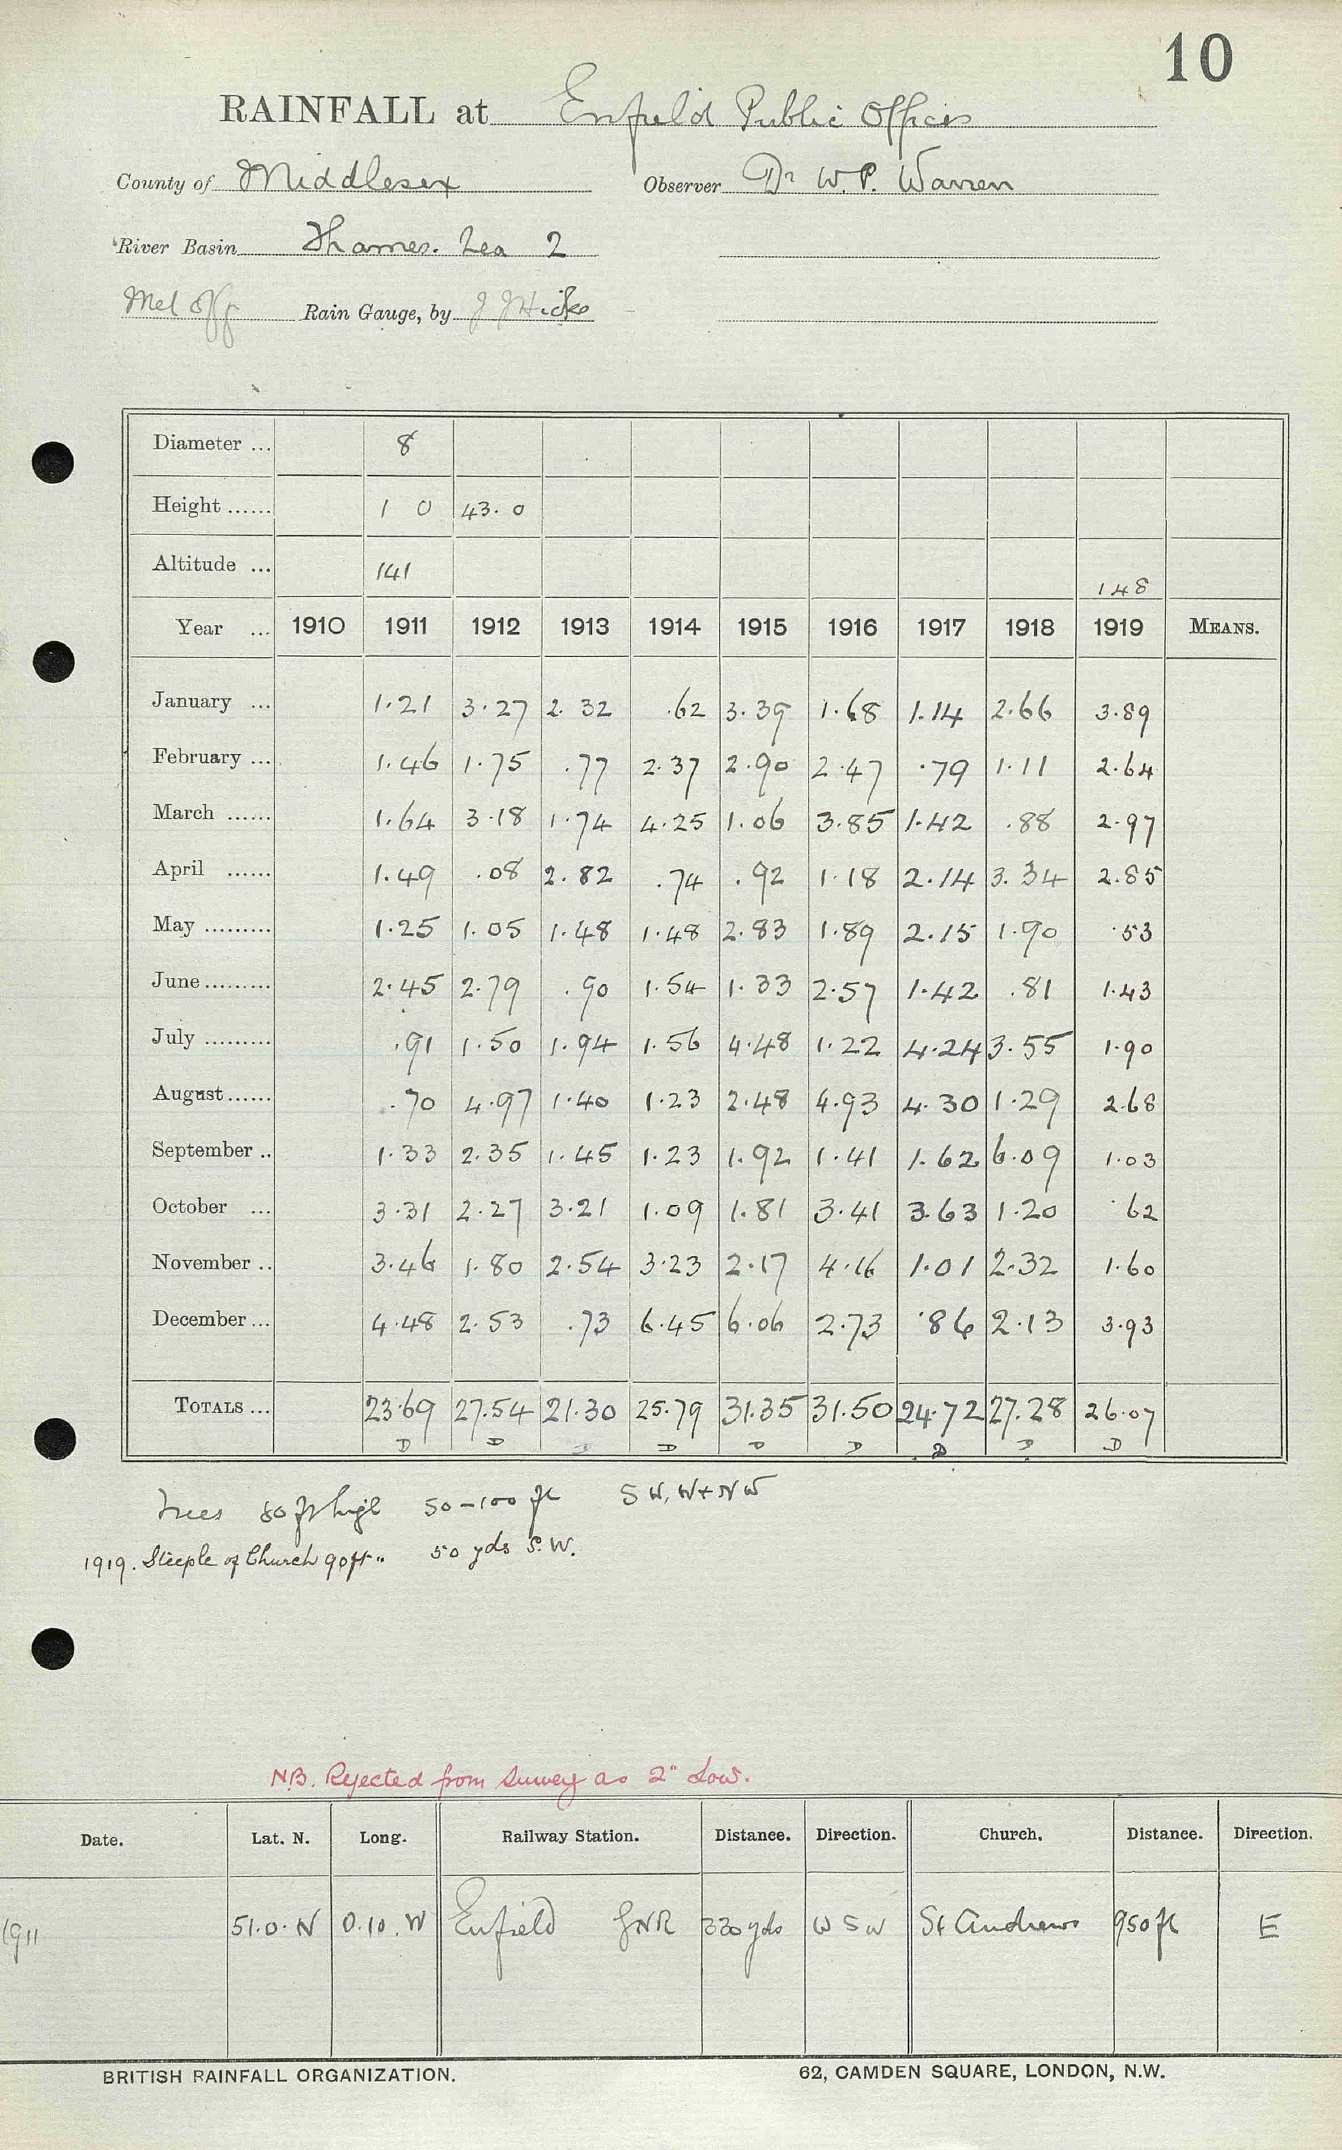 10
RAINFALL at Enfield Public Offices
County of Middlesex Observer Dr W. P. Warren
River Basin Thames. Lea 2
Met Off Rain Gauge, by J J Hicks
Diameter ... 8
Height ...... 1 0 43. 0
Altitude ... 141 148
Year ... 1910 1911 1912 1913 1914 1915 1916 1917 1918 1919 MEANS.
January ... 1.21 3.27 2.32 .62 3.39 1.68 1.14 2.66 3.89
February ... 1.46 1.75 .77 2.37 2.90 2.47 .79 1.11 2.64
March ...... 1.64 3.18 1.74 4.25 1.06 3.85 1.42 .88 2.97
April ...... 1.49 .08 2.82 .74 .92 1.18 2.14 3.34 2.85
May ......... 1.25 1.05 1.48 1.48 2.83 1.89 2.15 1.90 .53
June ......... 2.45 2.79 .90 1.54 1.33 2.57 1.42 .81 1.43
July ......... .91 1.50 1.94 1.56 4.48 1.22 4.24 3.55 1.90
August ...... .70 4.97 1.40 1.23 2.48 4.93 4.30 1.29 2.68
September .. 1.33 2.35 1.45 1.23 1.92 1.41 1.62 6.09 1.03
October ... 3.31 2.27 3.21 1.09 1.81 3.41 3.63 1.20 .62
November .. 3.46 1.80 2.54 3.23 2.17 4.16 1.01 2.32 1.60
December ... 4.48 2.53 .73 6.45 6.06 2.73 .86 2.13 3.93
TOTALS ... 23.69 27.54 21.30 25.79 31.35 31.50 24.72 27.28 26.07
D D D D D D D D D
Trees 80 ft high 50-100 ft SW, W + NW
1919. Steeple of Church 90 ft " 50 yds S.W.
N.B. Rejected from Survey as 2" Low.
Date. Lat. N. Long. Railway Station. Distance. Direction. Church. Distance. Direction.
1911 51.0.N 0.10.W Enfield GNR 330 yds W S W St Andrews 950 ft E
BRITISH RAINFALL ORGANIZATION. 62, CAMDEN SQUARE, LONDON, N.W.